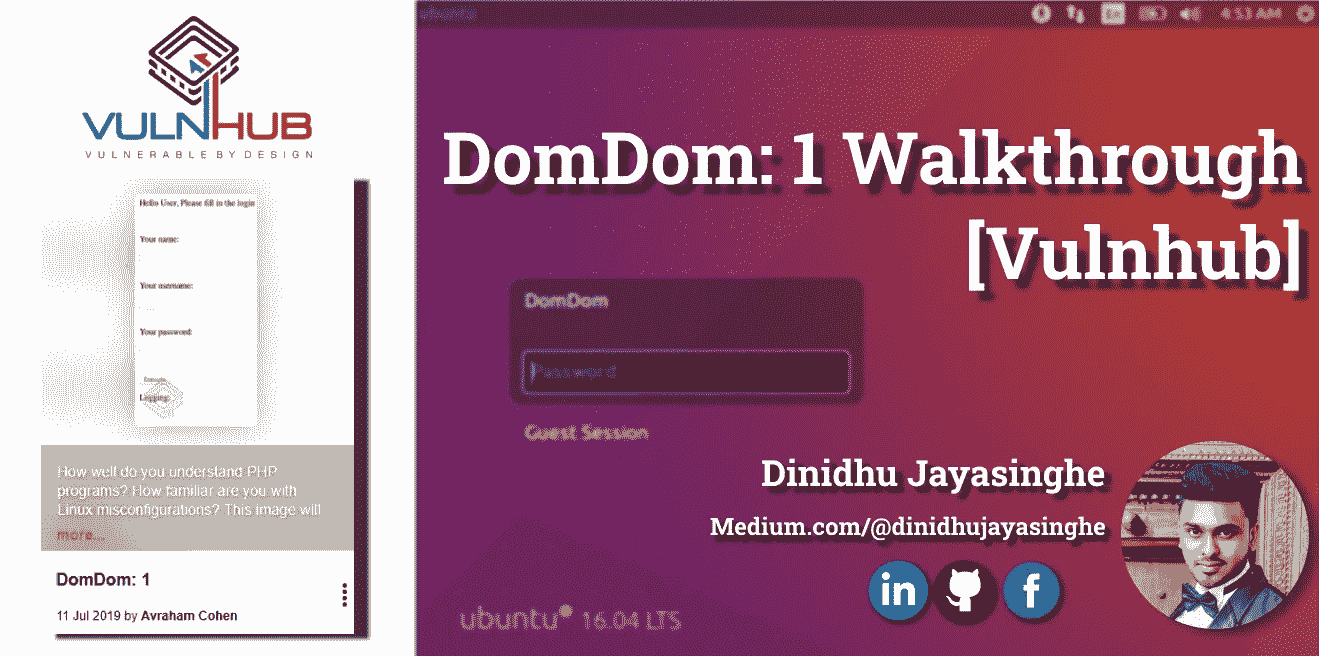 VULNHUB
VULNERABLE BY DESIGN
Hello User, Please fill in the login
Your name:
Your username:
Your password:
Logging:
How well do you understand PHP
programs? How familiar are you with
Linux misconfigurations? This image will
more...
DomDom: 1
11 Jul 2019 by Avraham Cohen
ubuntu
4:53 AM
DomDom: 1 Walkthrough
[Vulnhub]
DomDom
Password
Guest Session
Dinidhu Jayasinghe
Medium.com/@dinidhujayasinghe
in
f
ubuntu 16.04 LTS